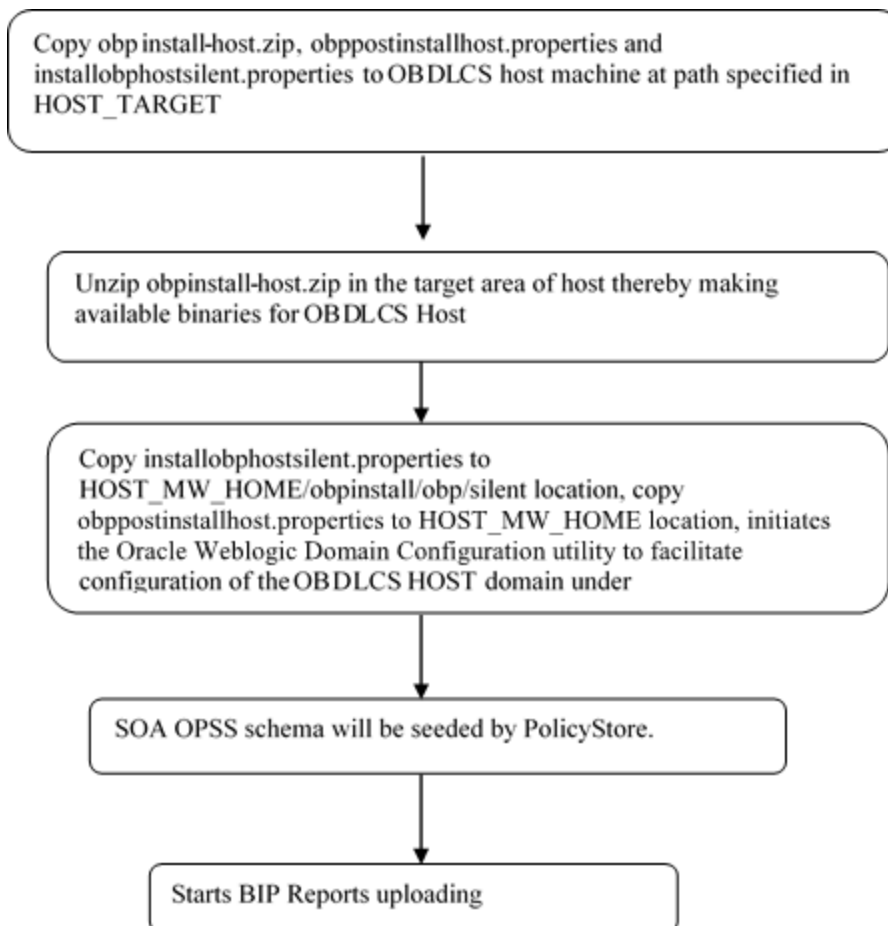 Copy obpinstall-host.zip, obppostinstallhost.properties and
installobphostsilent.properties to OBDLCS host machine at path specified in
HOST_TARGET
Unzip obpinstall-host.zip in the target area of host thereby making
available binaries for OBDLCS Host
Copy installobphostsilent.properties to
HOST_MW_HOME/obpinstall/obp/silent location, copy
obppostinstallhost.properties to HOST_MW_HOME location, initiates
the Oracle Weblogic Domain Configuration utility to facilitate
configuration of the OBDLCS HOST domain under
SOA OPSS schema will be seeded by PolicyStore.
Starts BIP Reports uploading